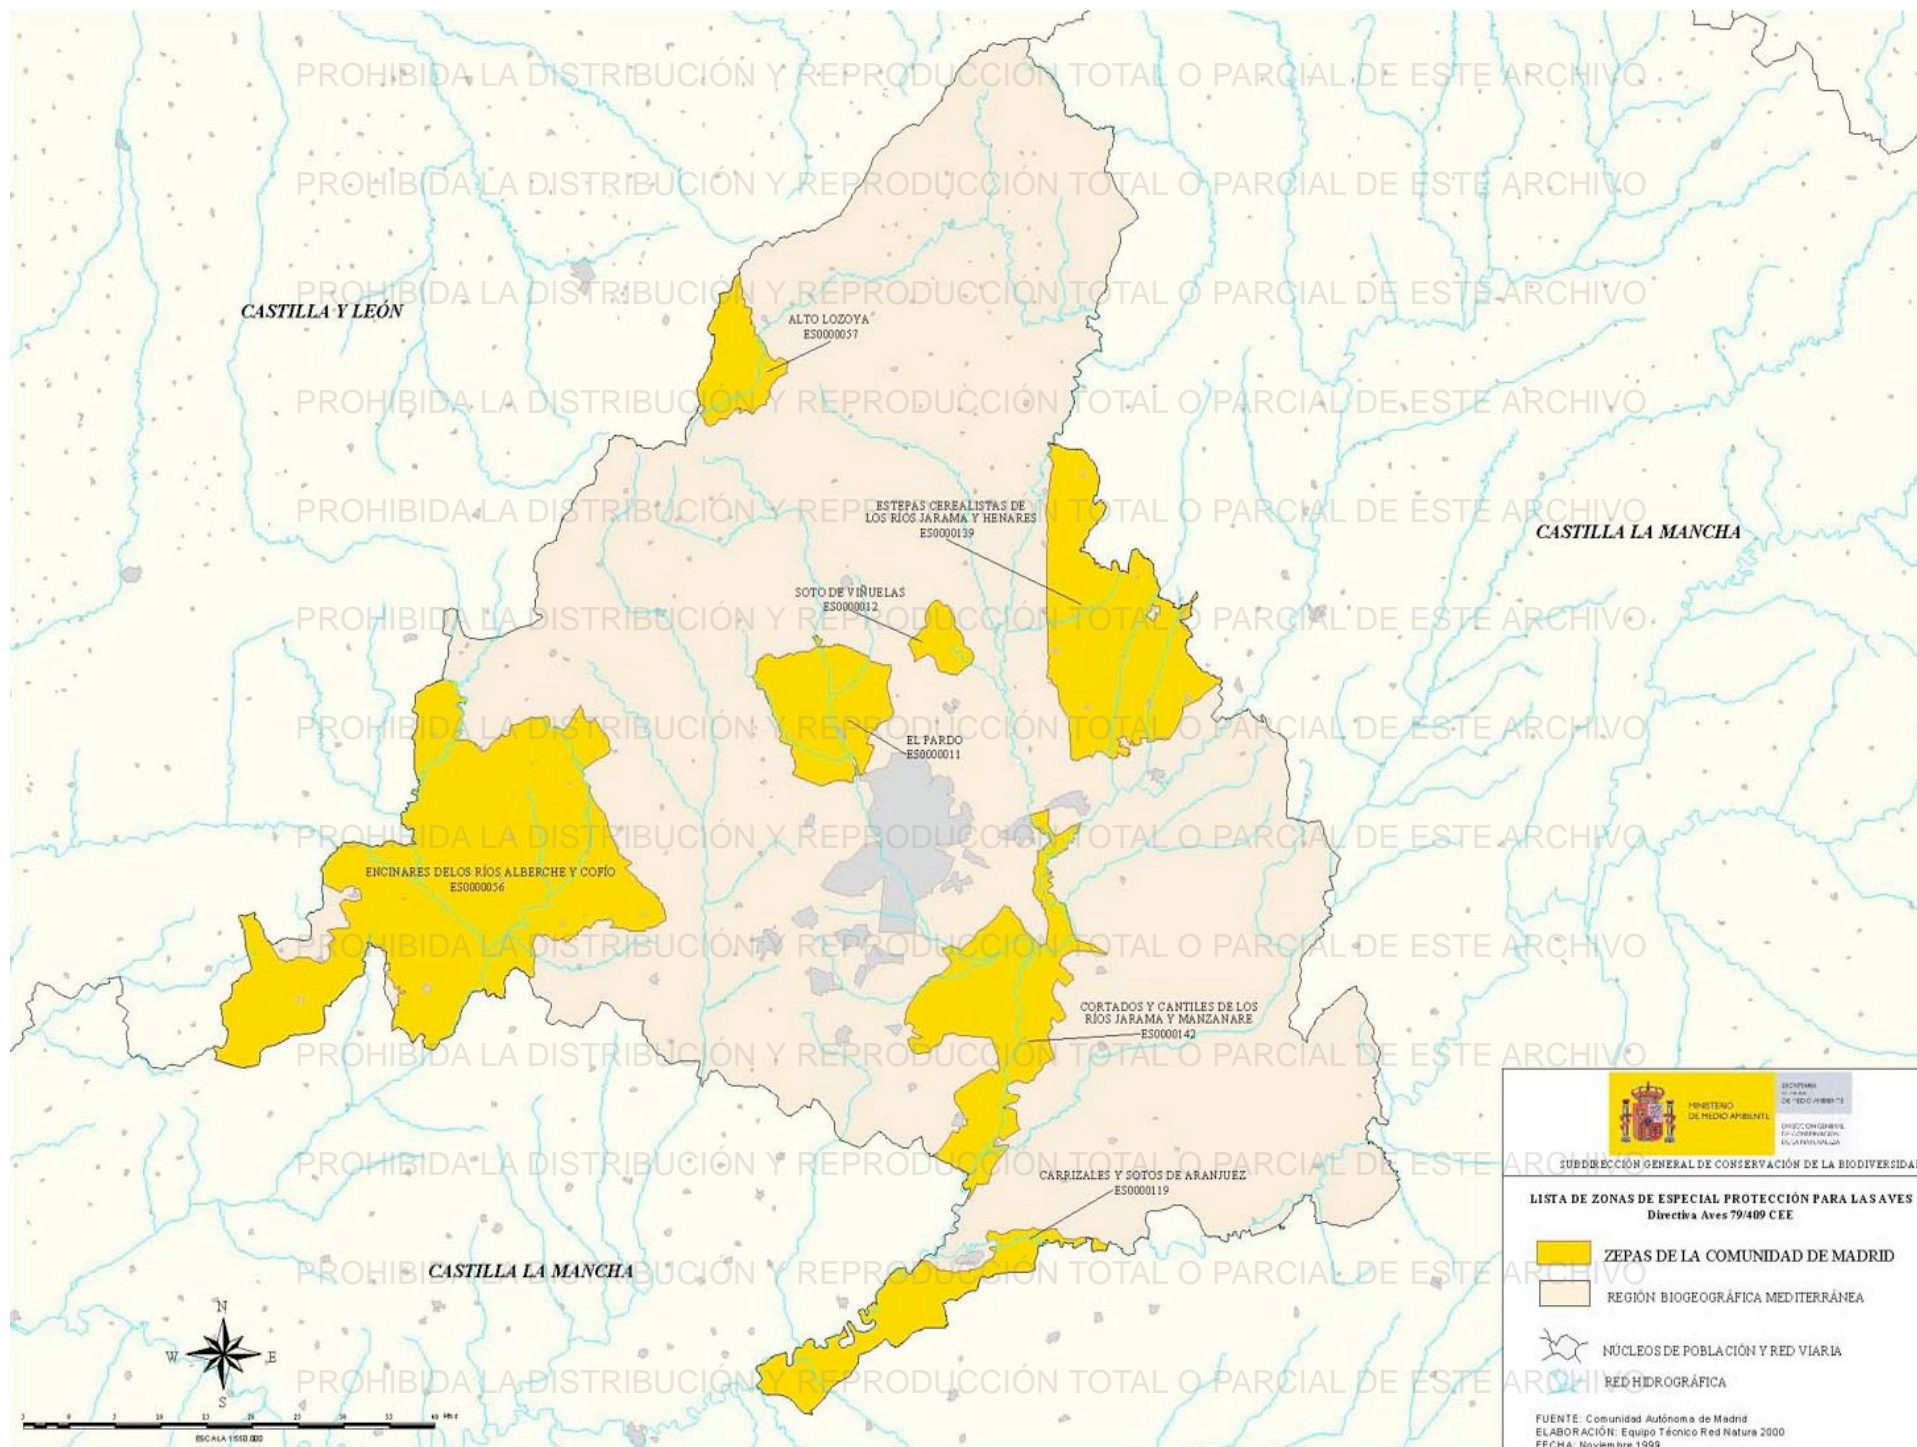 PROHIBIDA LA DISTRIBUCIÓN Y REPRODUCCIÓN TOTAL O PARCIAL DE ESTE ARCHIVO
PROHIBIDA LA DISTRIBUCIÓN Y REPRODUCCIÓN TOTAL O PARCIAL DE ESTE ARCHIVO
PROHIBIDA LA DISTRIBUCIÓN Y REPRODUCCIÓN TOTAL O PARCIAL DE ESTE ARCHIVO
CASTILLA Y LEÓN
ALTO LOZOYA
ES0000057
PROHIBIDA LA DISTRIBUCIÓN Y REPRODUCCIÓN TOTAL O PARCIAL DE ESTE ARCHIVO
ESTEPAS CEREALISTAS DE
LOS RÍOS JARAMA Y HENARES
ES0000139
PROHIBIDA LA DISTRIBUCIÓN Y REPRODUCCIÓN TOTAL O PARCIAL DE ESTE ARCHIVO
CASTILLA LA MANCHA
SOTO DE VIÑUELAS
ES0000012
PROHIBIDA LA DISTRIBUCIÓN Y REPRODUCCIÓN TOTAL O PARCIAL DE ESTE ARCHIVO
PROHIBIDA LA DISTRIBUCIÓN Y REPRODUCCIÓN TOTAL O PARCIAL DE ESTE ARCHIVO
EL PARDO
ES0000011
PROHIBIDA LA DISTRIBUCIÓN Y REPRODUCCIÓN TOTAL O PARCIAL DE ESTE ARCHIVO
ENCINARES DELOS RÍOS ALBERCHE Y COFÍO
ES0000056
PROHIBIDA LA DISTRIBUCIÓN Y REPRODUCCIÓN TOTAL O PARCIAL DE ESTE ARCHIVO
CORTADOS Y CANTILES DE LOS
RÍOS JARAMA Y MANZANARE
ES0000142
PROHIBIDA LA DISTRIBUCIÓN Y REPRODUCCIÓN TOTAL O PARCIAL DE ESTE ARCHIVO
PROHIBIDA LA DISTRIBUCIÓN Y REPRODUCCIÓN TOTAL O PARCIAL DE ESTE ARCHIVO
CARRIZALES Y SOTOS DE ARANJUEZ
ES0000119
CASTILLA LA MANCHA
PROHIBIDA LA DISTRIBUCIÓN Y REPRODUCCIÓN TOTAL O PARCIAL DE ESTE ARCHIVO
PROHIBIDA LA DISTRIBUCIÓN Y REPRODUCCIÓN TOTAL O PARCIAL DE ESTE ARCHIVO
N
W E
S
MINISTERIO
DE MEDIO AMBIENTE
SUBDIRECCIÓN GENERAL DE CONSERVACIÓN DE LA BIODIVERSIDA
LISTA DE ZONAS DE ESPECIAL PROTECCIÓN PARA LAS AVES
Directiva Aves 79/409 CEE
ZEPAS DE LA COMUNIDAD DE MADRID
REGIÓN BIOGEOGRÁFICA MEDITERRÁNEA
NÚCLEOS DE POBLACIÓN Y RED VIARIA
RED HIDROGRÁFICA
FUENTE: Comunidad Autónoma de Madrid
ELABORACIÓN: Equipo Técnico Red Natura 2000
FECHA: Noviembre 1999